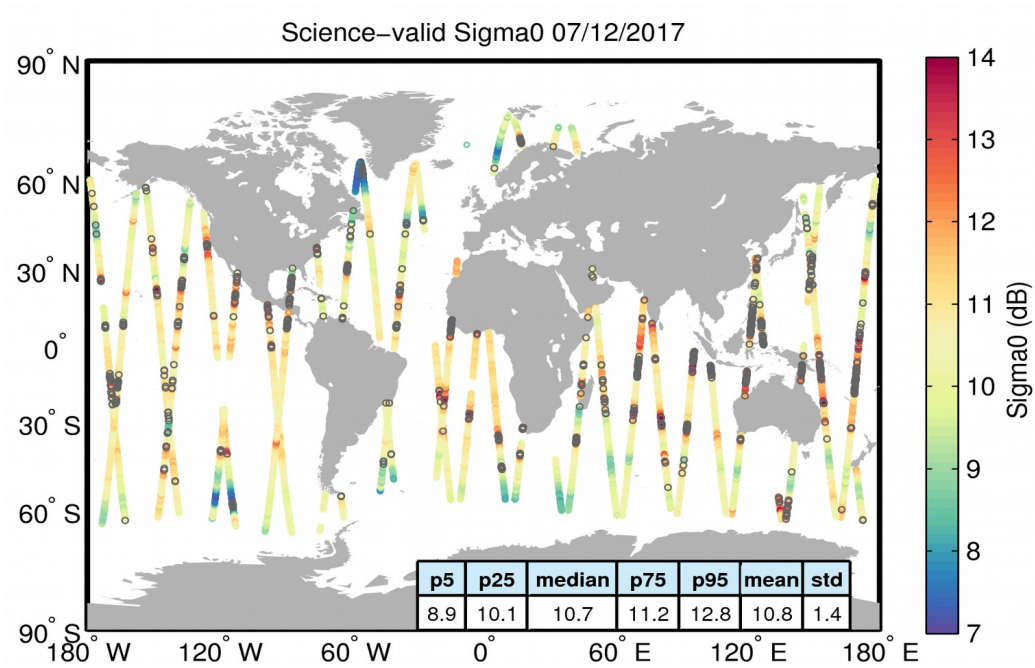 Science−valid Sigma0 07/12/2017
90° N
60° N
30° N
0°
30° S
60° S
90° S
180° W
120° W
60° W
0°
60° E
120° E
180° E
14
13
12
11
10
9
8
7
Sigma0 (dB)
p5 p25 median p75 p95 mean std
8.9 10.1 10.7 11.2 12.8 10.8 1.4